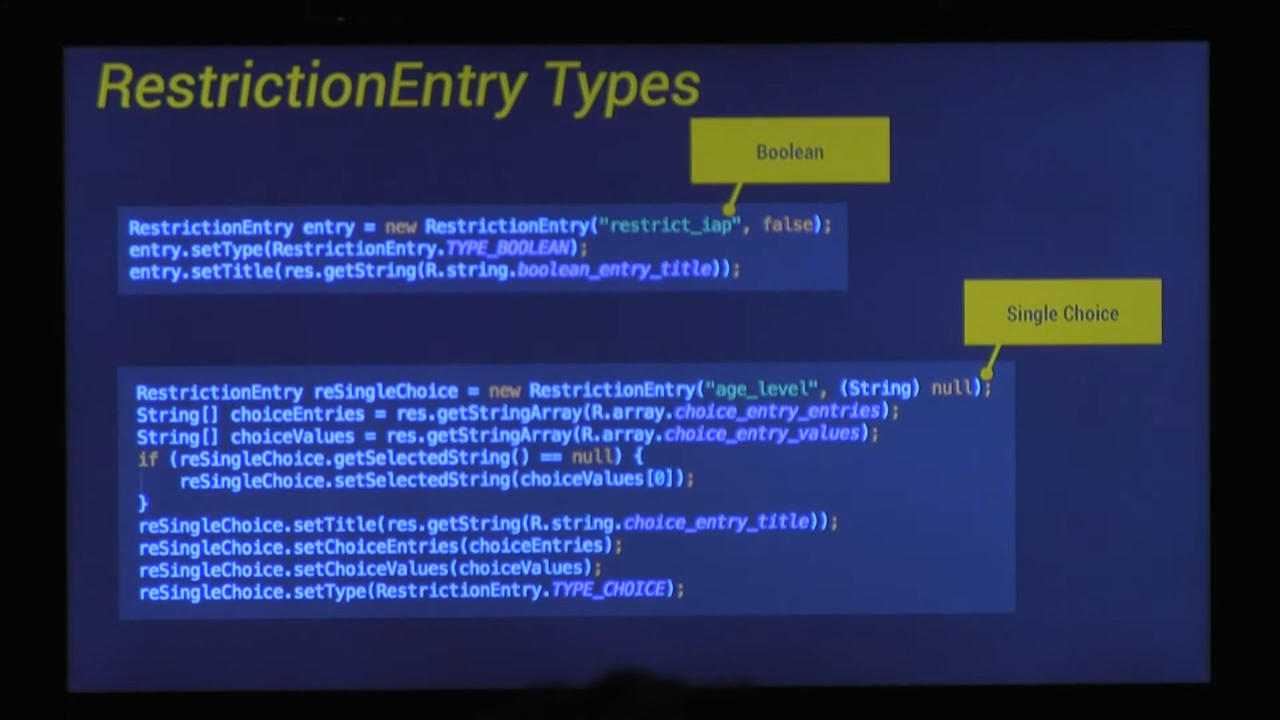 RestrictionEntry Types
Boolean
RestrictionEntry entry = new RestrictionEntry("restrict_iap", false);
entry.setType(RestrictionEntry.TYPE_BOOLEAN);
entry.setTitle(res.getString(R.string.boolean_entry_title));
Single Choice
RestrictionEntry reSingleChoice = new RestrictionEntry("age_level", (String) null);
String[] choiceEntries = res.getStringArray(R.array.choice_entry_entries);
String[] choiceValues = res.getStringArray(R.array.choice_entry_values);
if (reSingleChoice.getSelectedString() == null) {
    reSingleChoice.setSelectedString(choiceValues[0]);
}
reSingleChoice.setTitle(res.getString(R.string.choice_entry_title));
reSingleChoice.setChoiceEntries(choiceEntries);
reSingleChoice.setChoiceValues(choiceValues);
reSingleChoice.setType(RestrictionEntry.TYPE_CHOICE);